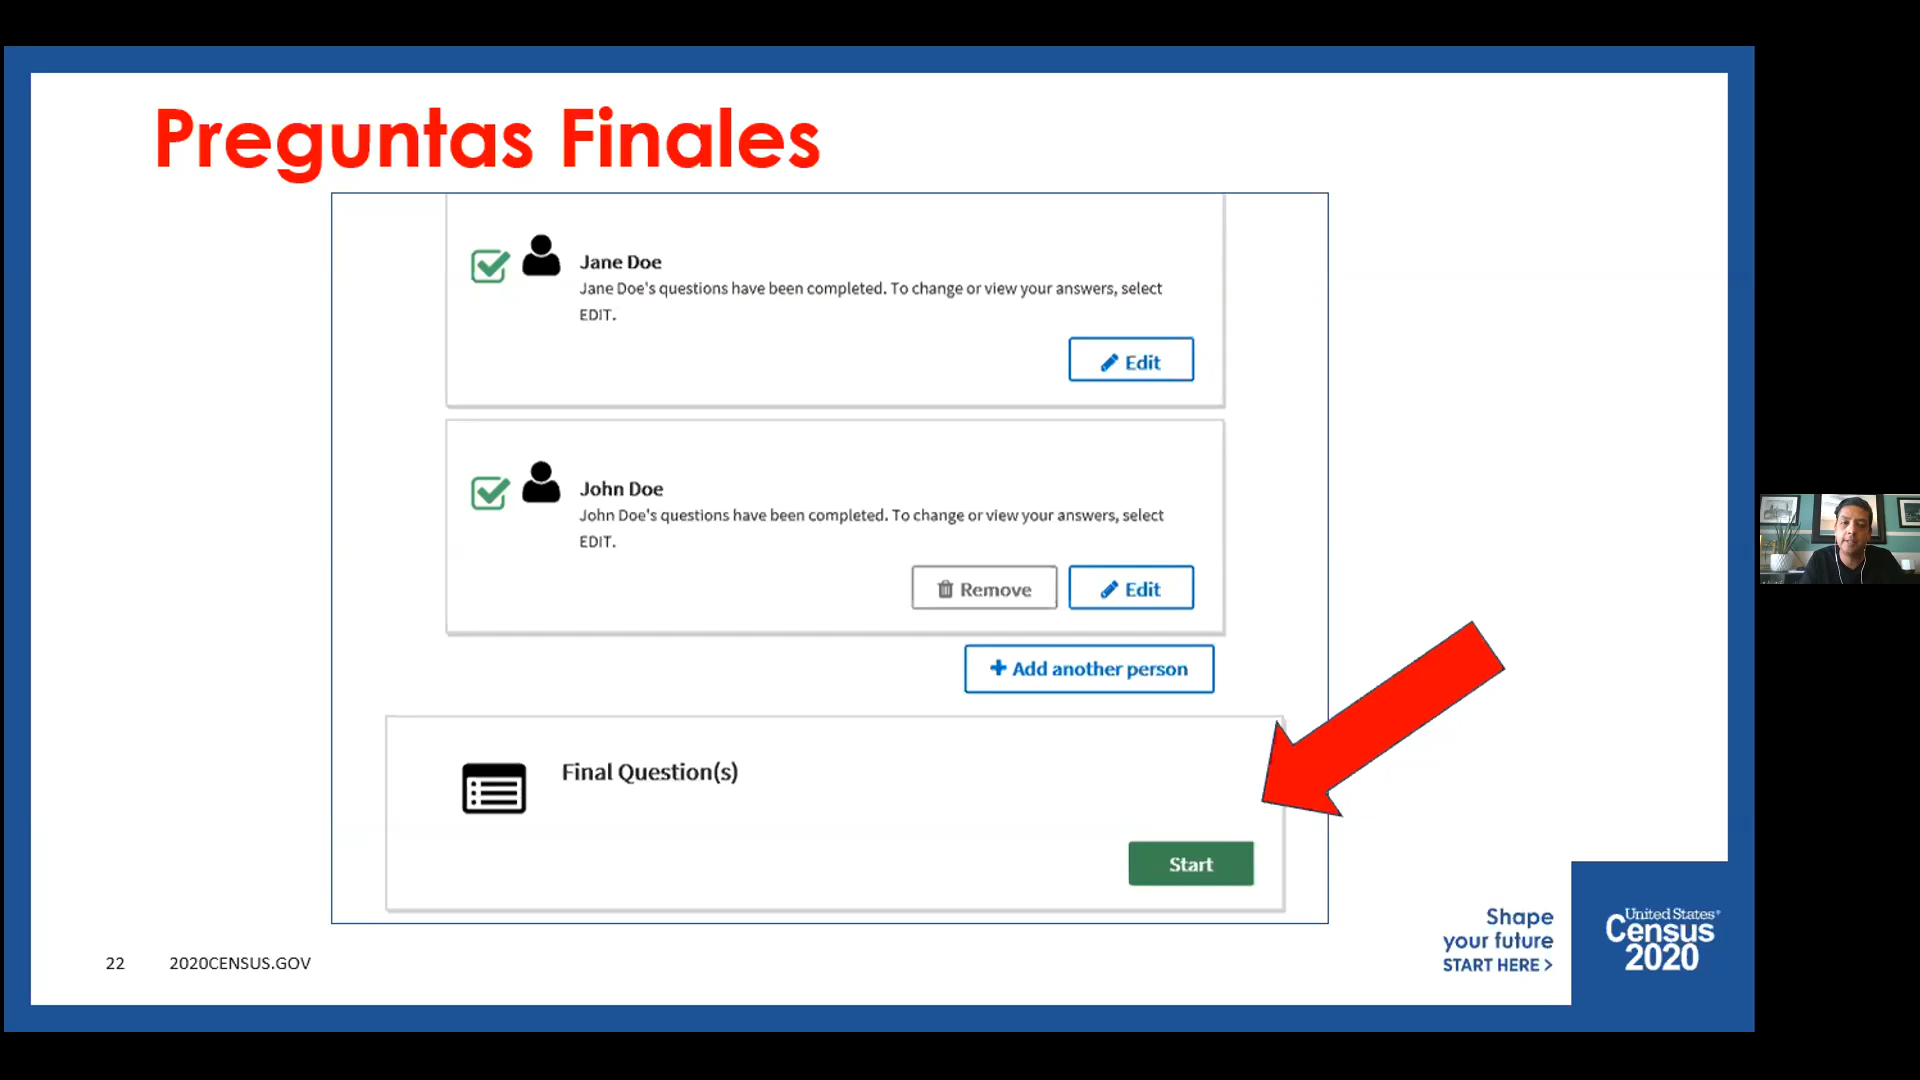 Preguntas Finales
Jane Doe
Jane Doe's questions have been completed. To change or view your answers, select
EDIT.
Edit
John Doe
John Doe's questions have been completed. To change or view your answers, select
EDIT.
Remove
Edit
+ Add another person
Final Question(s)
Start
22
2020CENSUS.GOV
Shape
your future
START HERE >
United States®
Census
2020